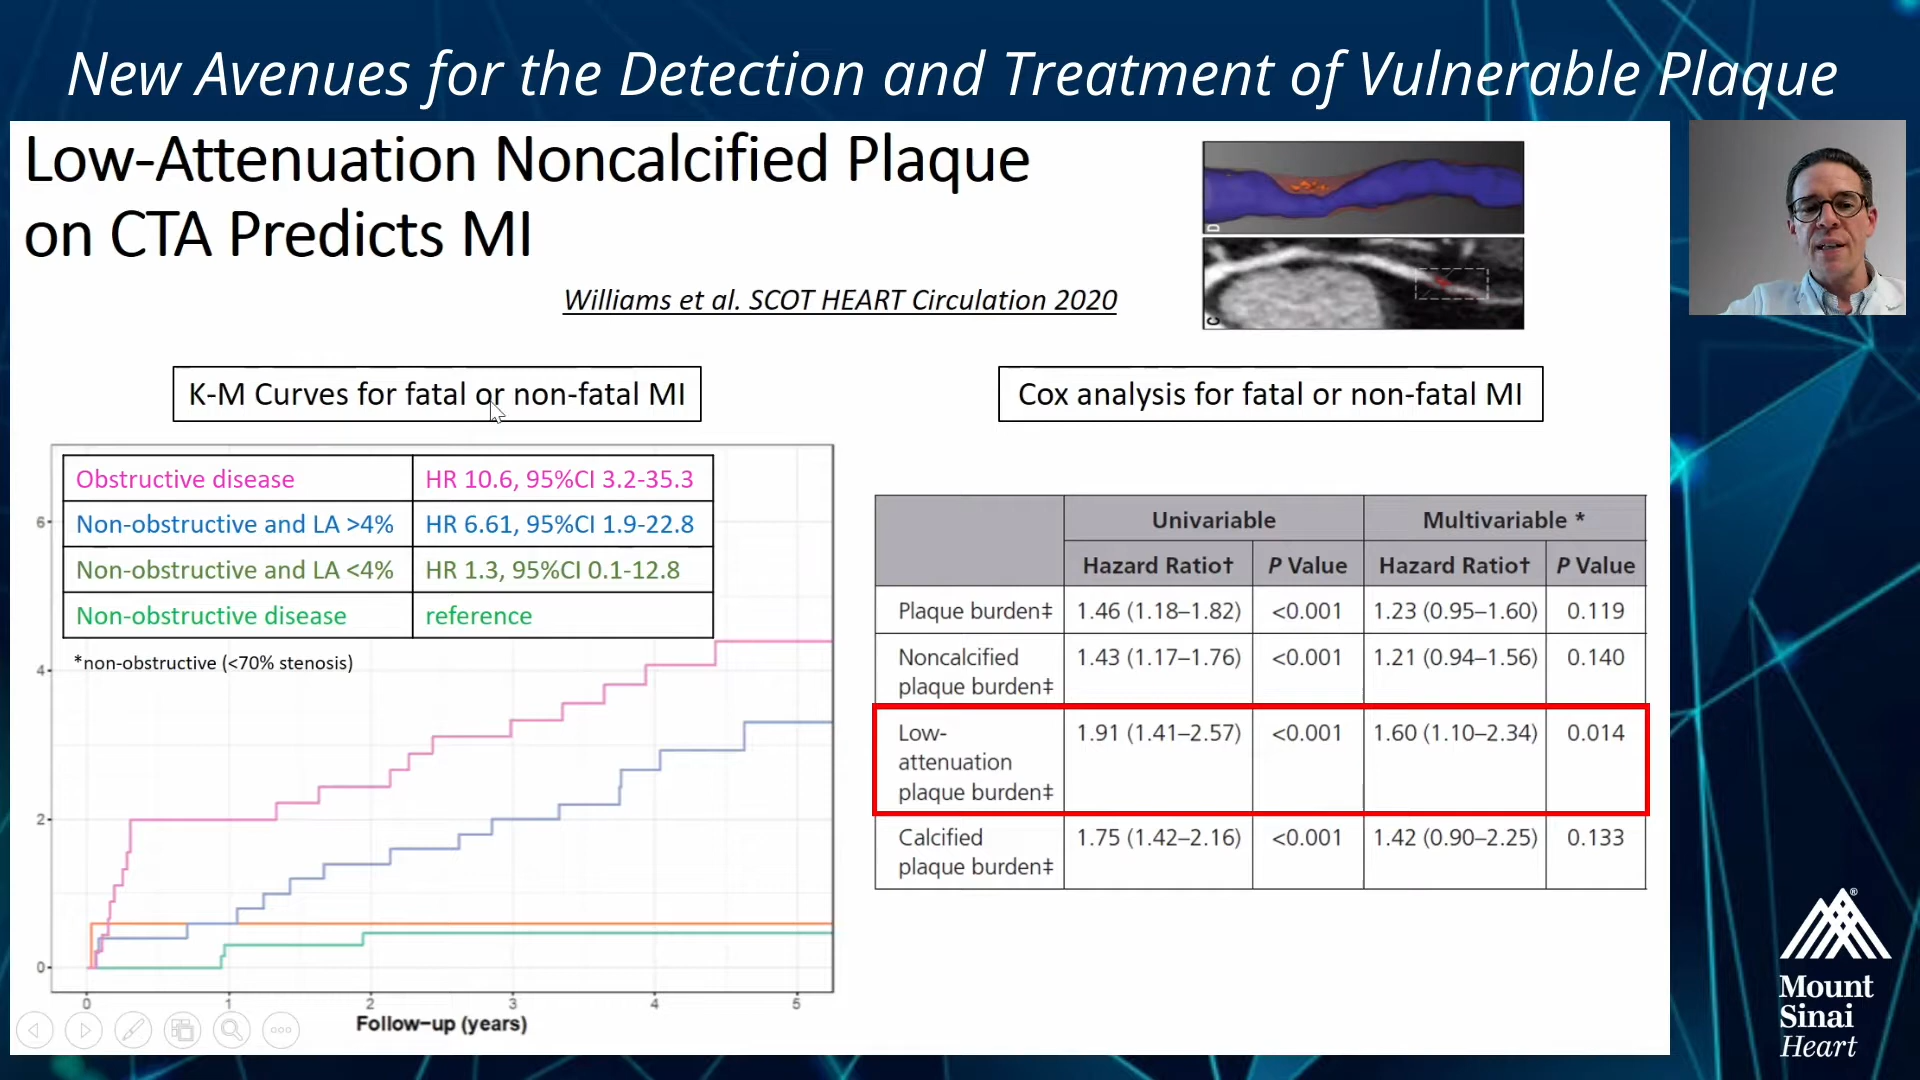 New Avenues for the Detection and Treatment of Vulnerable Plaque
Low-Attenuation Noncalcified Plaque
on CTA Predicts MI
Williams et al. SCOT HEART Circulation 2020
D
C
K-M Curves for fatal or non-fatal MI
Cox analysis for fatal or non-fatal MI
Obstructive disease HR 10.6, 95%CI 3.2-35.3
Non-obstructive and LA >4% HR 6.61, 95%CI 1.9-22.8
Non-obstructive and LA <4% HR 1.3, 95%CI 0.1-12.8
Non-obstructive disease reference
*non-obstructive (<70% stenosis)
6
4
2
0
0 1 2 3 4 5
Follow-up (years)
Univariable Multivariable *
Hazard Ratio† P Value Hazard Ratio† P Value
Plaque burden‡ 1.46 (1.18–1.82) <0.001 1.23 (0.95–1.60) 0.119
Noncalcified 1.43 (1.17–1.76) <0.001 1.21 (0.94–1.56) 0.140
plaque burden‡
Low- 1.91 (1.41–2.57) <0.001 1.60 (1.10–2.34) 0.014
attenuation
plaque burden‡
Calcified 1.75 (1.42–2.16) <0.001 1.42 (0.90–2.25) 0.133
plaque burden‡
®
Mount
Sinai
Heart